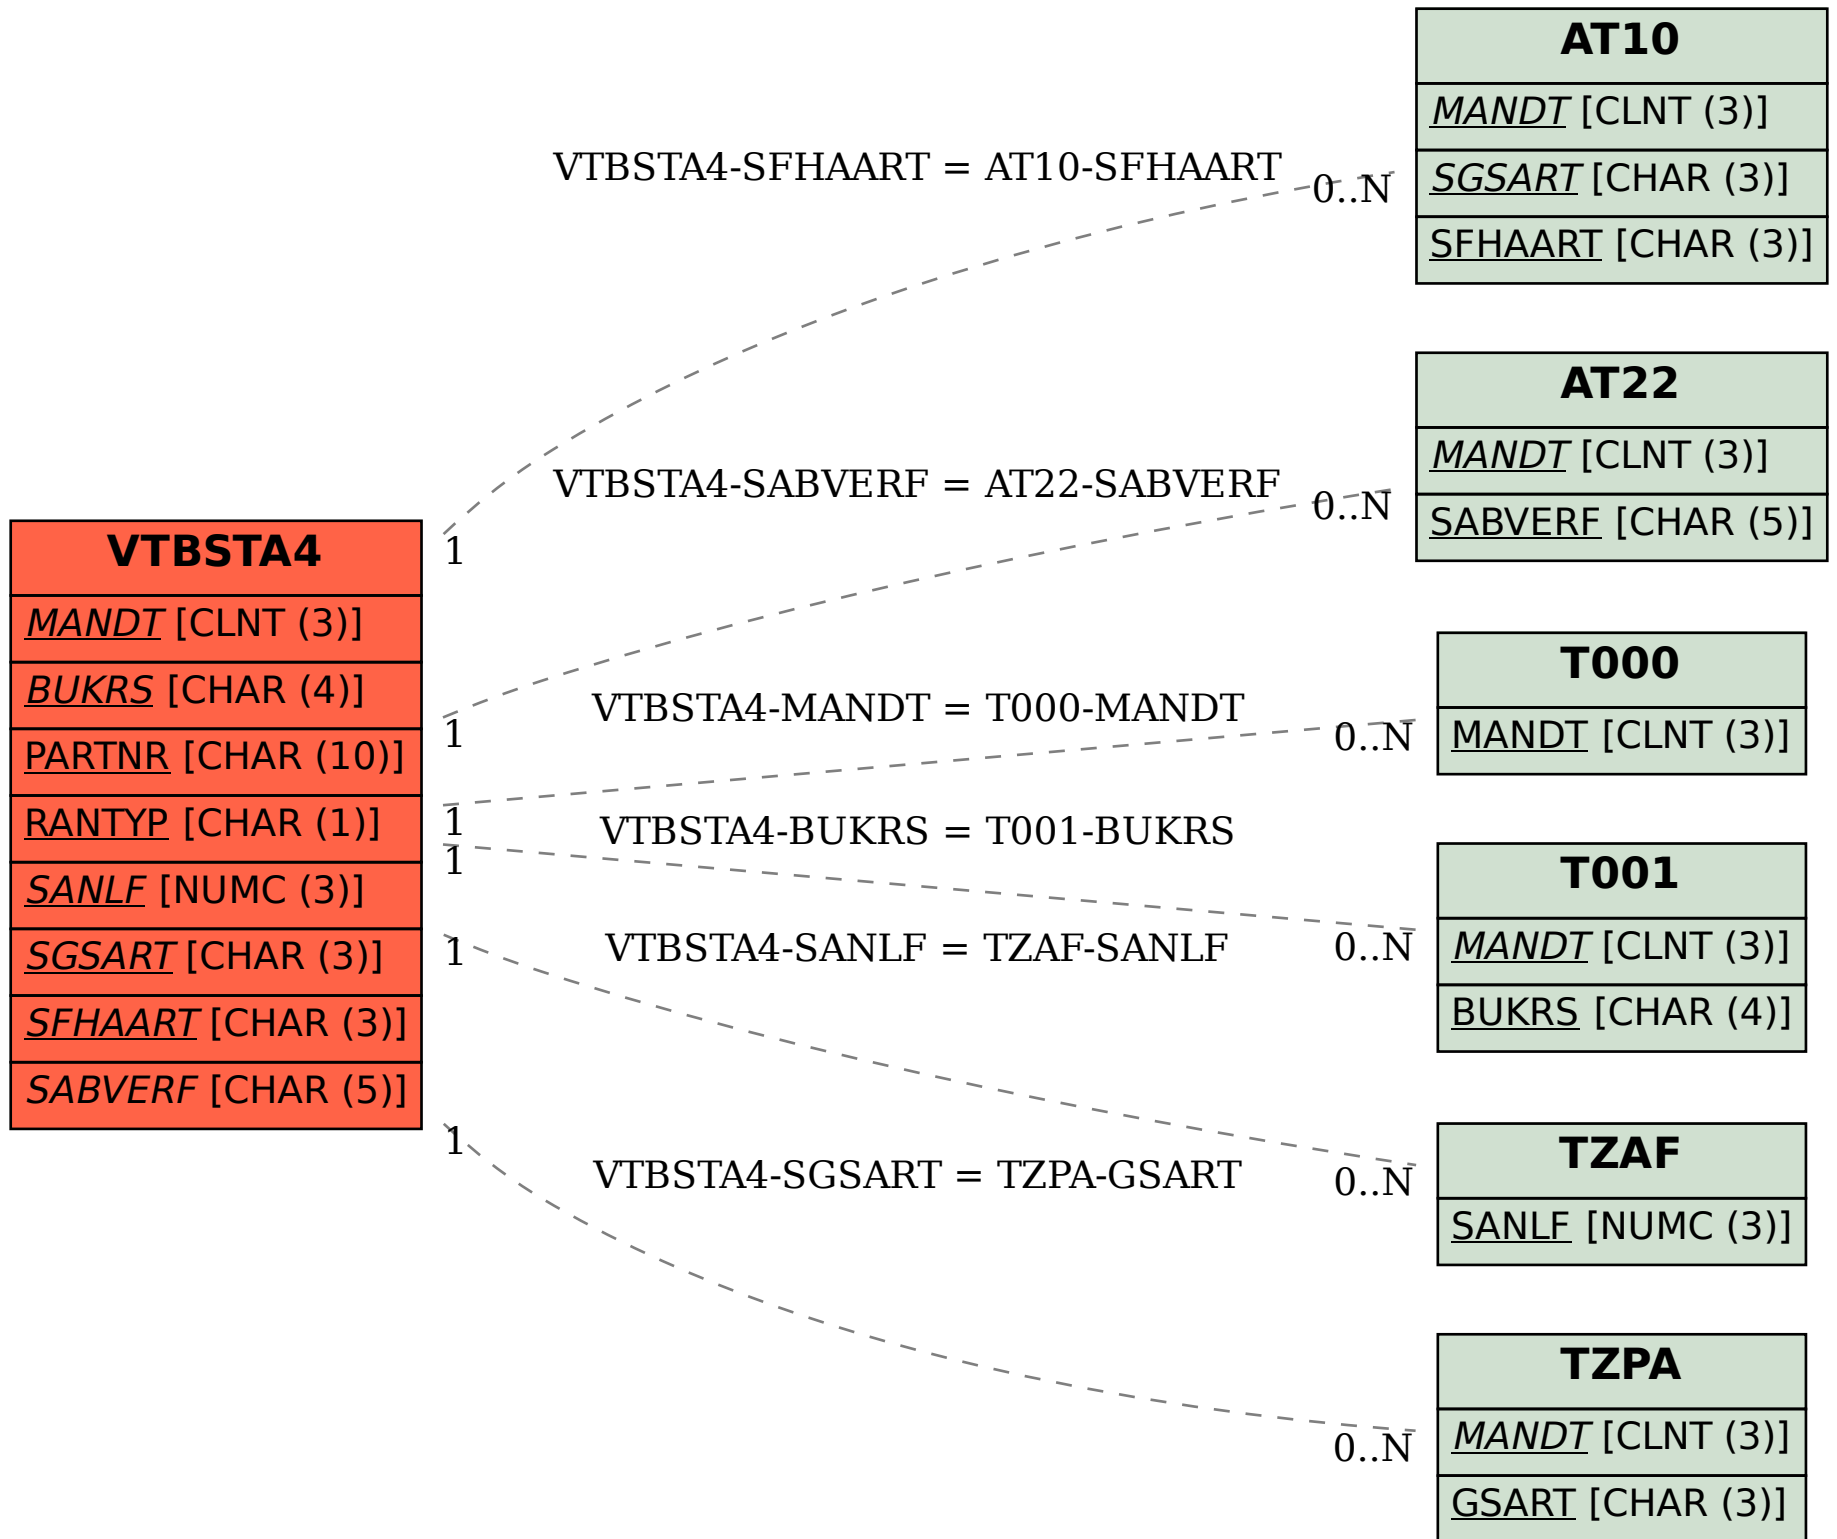 VTBSTA4
MANDT [CLNT (3)]
BUKRS [CHAR (4)]
PARTNR [CHAR (10)]
RANTYP [CHAR (1)]
SANLF [NUMC (3)]
SGSART [CHAR (3)]
SFHAART [CHAR (3)]
SABVERF [CHAR (5)]
VTBSTA4-SFHAART = AT10-SFHAART
0..N
1
VTBSTA4-SABVERF = AT22-SABVERF
0..N
1
VTBSTA4-MANDT = T000-MANDT
0..N
1
VTBSTA4-BUKRS = T001-BUKRS
0..N
1
VTBSTA4-SANLF = TZAF-SANLF
0..N
1
VTBSTA4-SGSART = TZPA-GSART
0..N
1
AT10
MANDT [CLNT (3)]
SGSART [CHAR (3)]
SFHAART [CHAR (3)]
AT22
MANDT [CLNT (3)]
SABVERF [CHAR (5)]
T000
MANDT [CLNT (3)]
T001
MANDT [CLNT (3)]
BUKRS [CHAR (4)]
TZAF
SANLF [NUMC (3)]
TZPA
MANDT [CLNT (3)]
GSART [CHAR (3)]